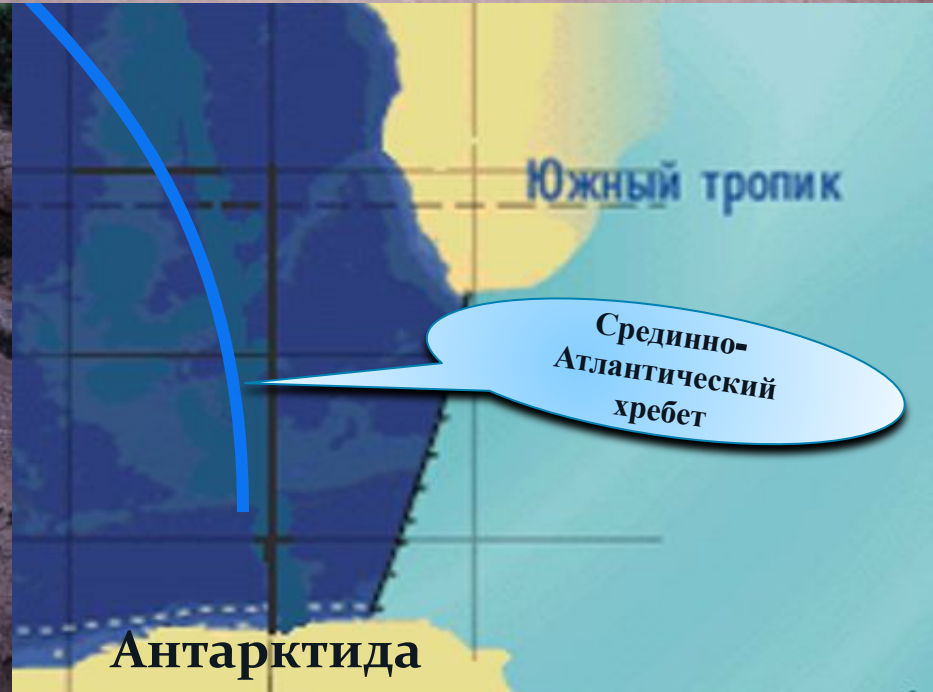 Южный тропик
Срединно-
Атлантический
хребет
Антарктида